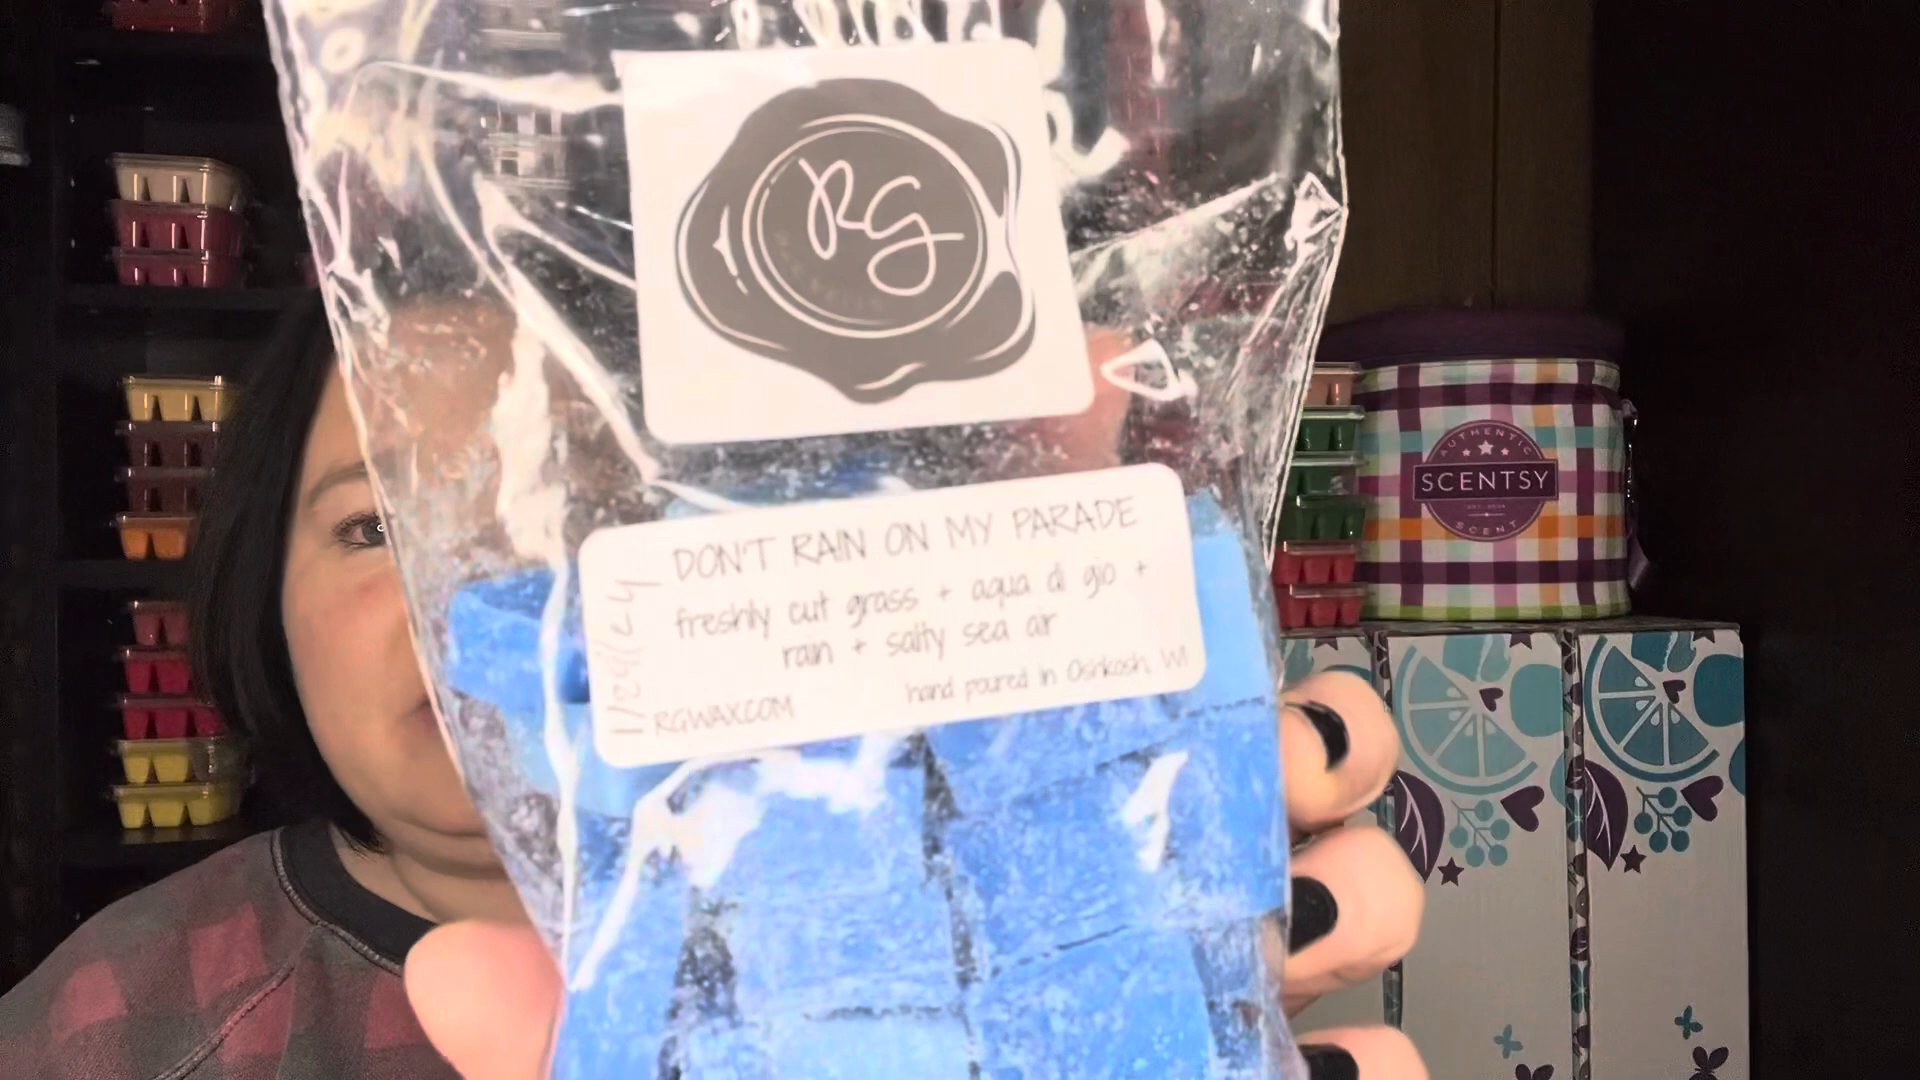 RG
DON'T RAIN ON MY PARADE
freshly cut grass + aqua di gio +
rain + salty sea air
hand poured in Oshkosh, WI
RGWAX.COM
AUTHENTIC
SCENTSY
SCENT